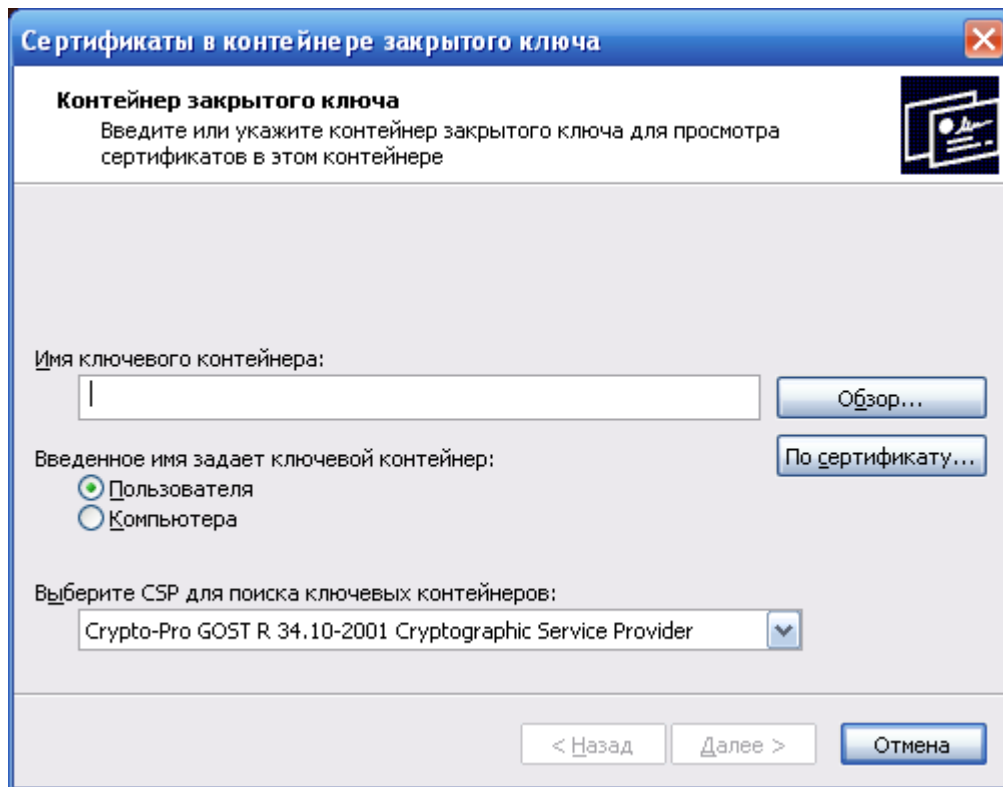 Сертификаты в контейнере закрытого ключа
Контейнер закрытого ключа
Введите или укажите контейнер закрытого ключа для просмотра
сертификатов в этом контейнере
Имя ключевого контейнера:
Обзор...
Введенное имя задает ключевой контейнер:
По сертификату...
Пользователя
Компьютера
Выберите CSP для поиска ключевых контейнеров:
Crypto-Pro GOST R 34.10-2001 Cryptographic Service Provider
< Назад
Далее >
Отмена